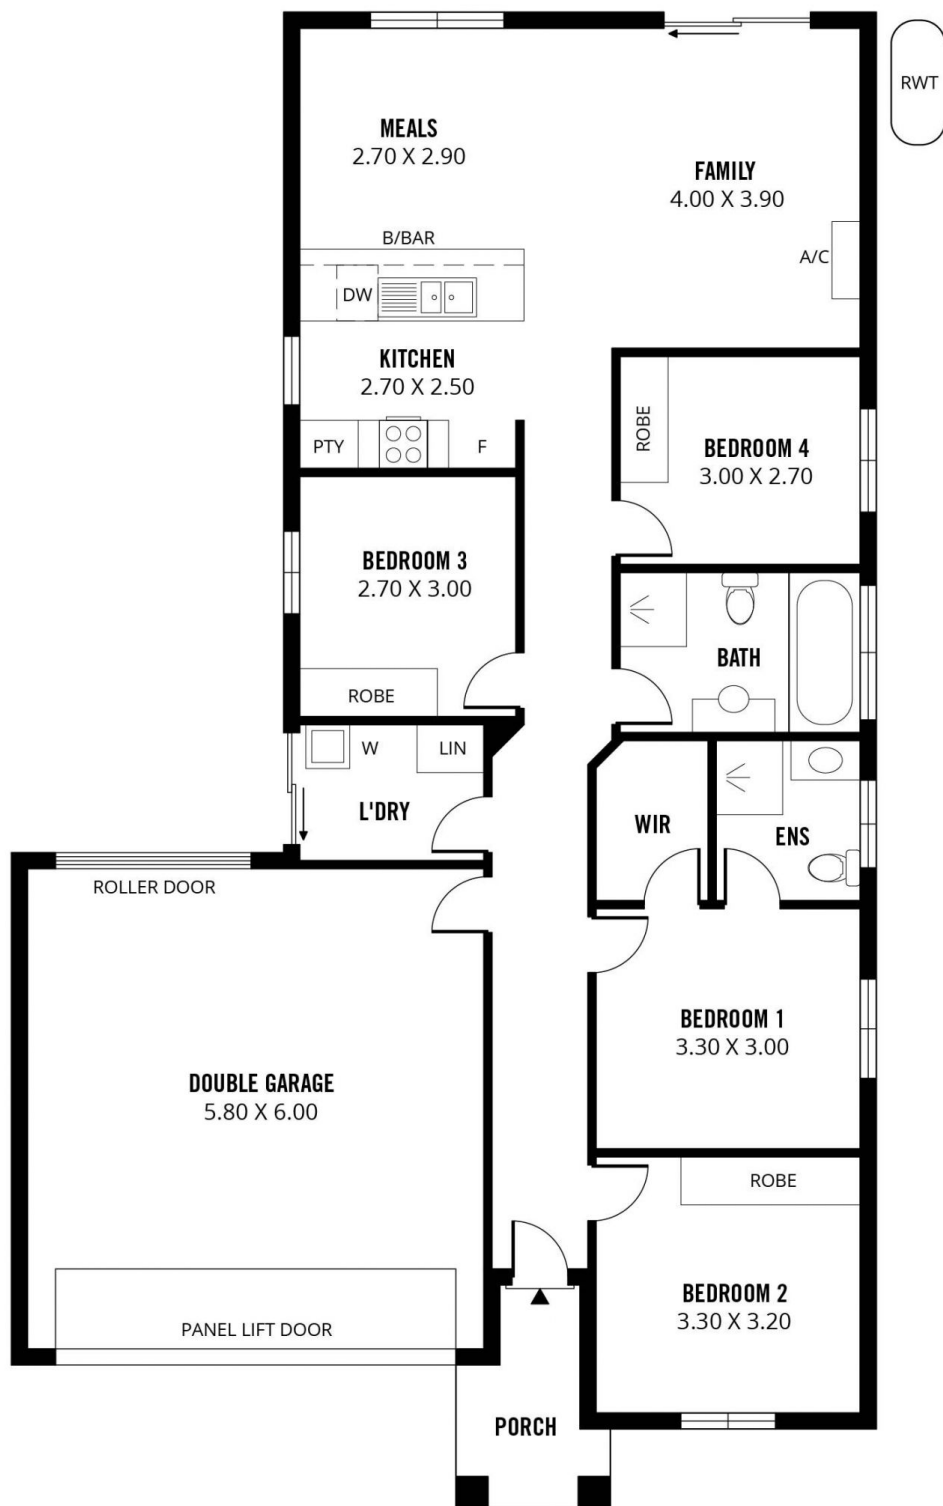 RWT
MEALS
2.70 X 2.90
FAMILY
4.00 X 3.90
B/BAR
A/C
DW
KITCHEN
2.70 X 2.50
PTY
F
ROBE
BEDROOM 4
3.00 X 2.70
BEDROOM 3
2.70 X 3.00
ROBE
BATH
W
LIN
L'DRY
WIR
ENS
ROLLER DOOR
BEDROOM 1
3.30 X 3.00
DOUBLE GARAGE
5.80 X 6.00
ROBE
BEDROOM 2
3.30 X 3.20
PANEL LIFT DOOR
PORCH